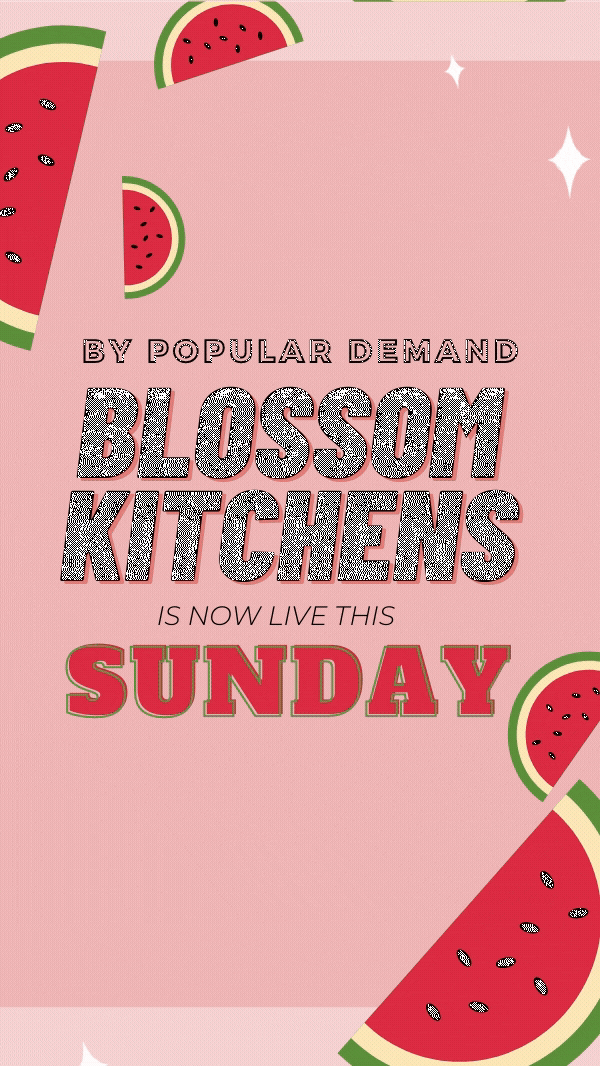 BY POPULAR DEMAND
BLOSSOM
KITCHENS
IS NOW LIVE THIS
SUNDAY